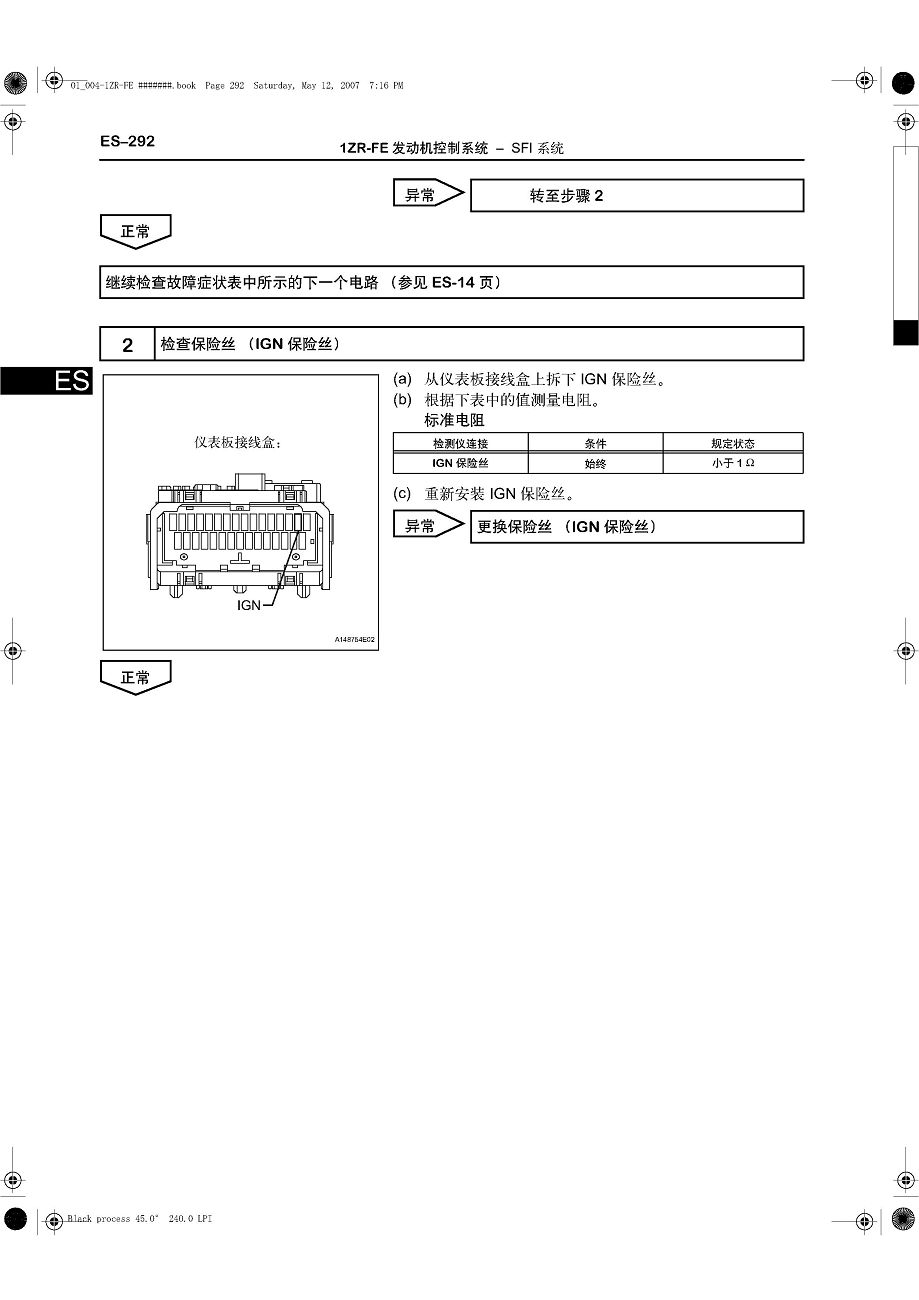 01_004-1ZR-FE #######.book Page 292 Saturday, May 12, 2007 7:16 PM
ES–292
1ZR-FE 发动机控制系统 – SFI 系统
异常
转至步骤 2
正常
继续检查故障症状表中所示的下一个电路 （参见 ES-14 页）
2
检查保险丝 （IGN 保险丝）
ES
仪表板接线盒：
IGN
A148754E02
(a) 从仪表板接线盒上拆下 IGN 保险丝。
(b) 根据下表中的值测量电阻。
标准电阻
检测仪连接 条件 规定状态
IGN 保险丝 始终 小于 1 Ω
(c) 重新安装 IGN 保险丝。
异常
更换保险丝 （IGN 保险丝）
正常
Black process 45.0° 240.0 LPI